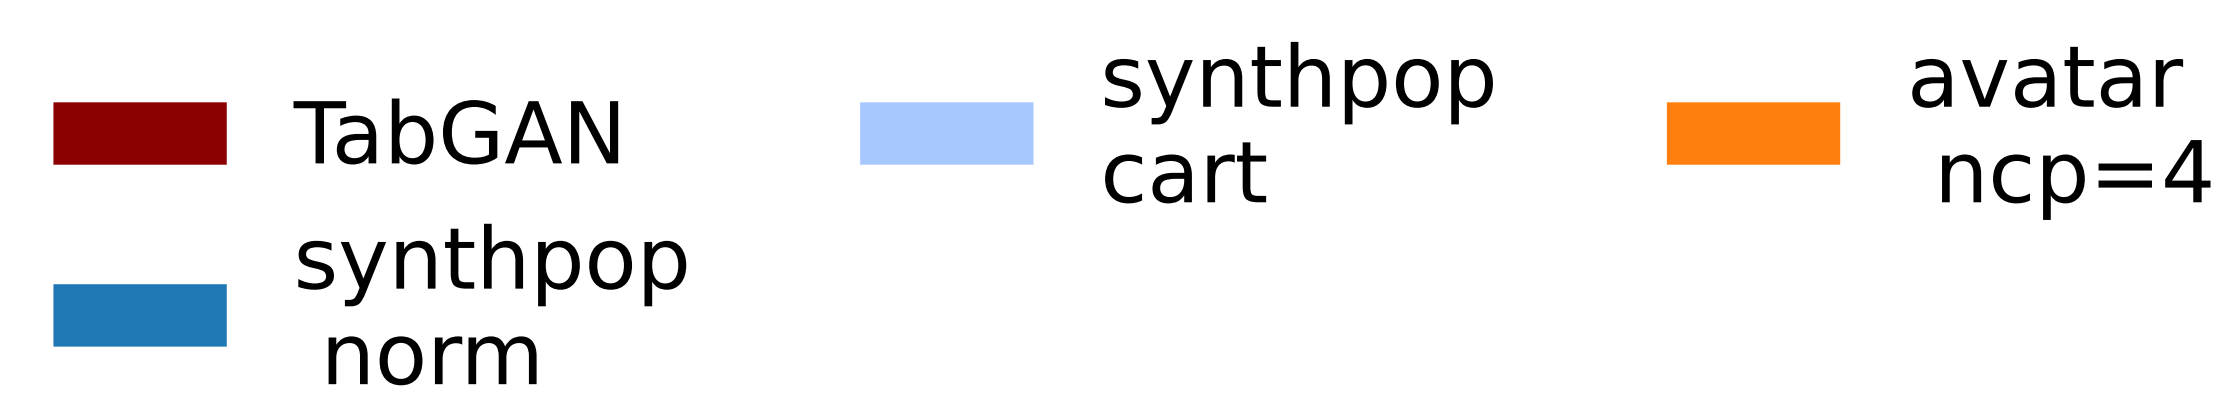 TabGAN
synthpop
norm
synthpop
cart
avatar
ncp=4